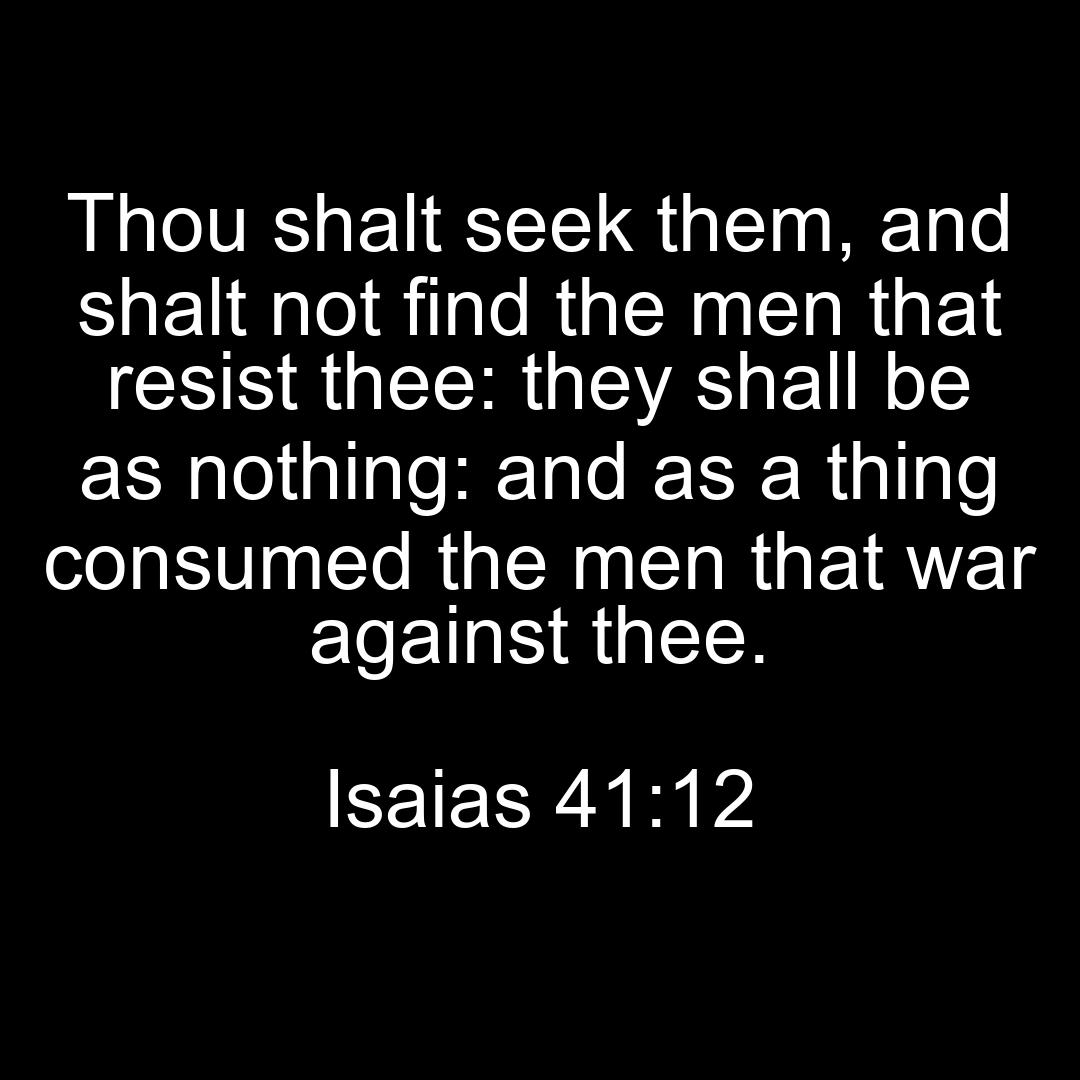 Thou shalt seek them, and
shalt not find the men that
resist thee: they shall be
as nothing: and as a thing
consumed the men that war
against thee.
Isaias 41:12